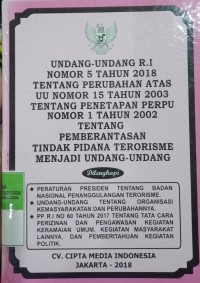 UNDANG-UNDANG R.I
NOMOR 5 TAHUN 2018
TENTANG PERUBAHAN ATAS
UU NOMOR 15 TAHUN 2003
TENTANG PENETAPAN PERPU
NOMOR 1 TAHUN 2002
TENTANG
PEMBERANTASAN
TINDAK PIDANA TERORISME
MENJADI UNDANG-UNDANG
Dilengkapi
PERATURAN PRESIDEN TENTANG BADAN
NASIONAL PENANGGULANGAN TERORISME.
UNDANG-UNDANG TENTANG ORGANISASI
KEMASYARAKATAN DAN PERUBAHANNYA.
PP R.I NO 60 TAHUN 2017 TENTANG TATA CARA
PERIZINAN DAN PENGAWASAN KEGIATAN
KERAMAIAN UMUM, KEGIATAN MASYARAKAT
LAINNYA, DAN PEMBERITAHUAN KEGIATAN
POLITIK.
CV. CIPTA MEDIA INDONESIA
JAKARTA - 2018